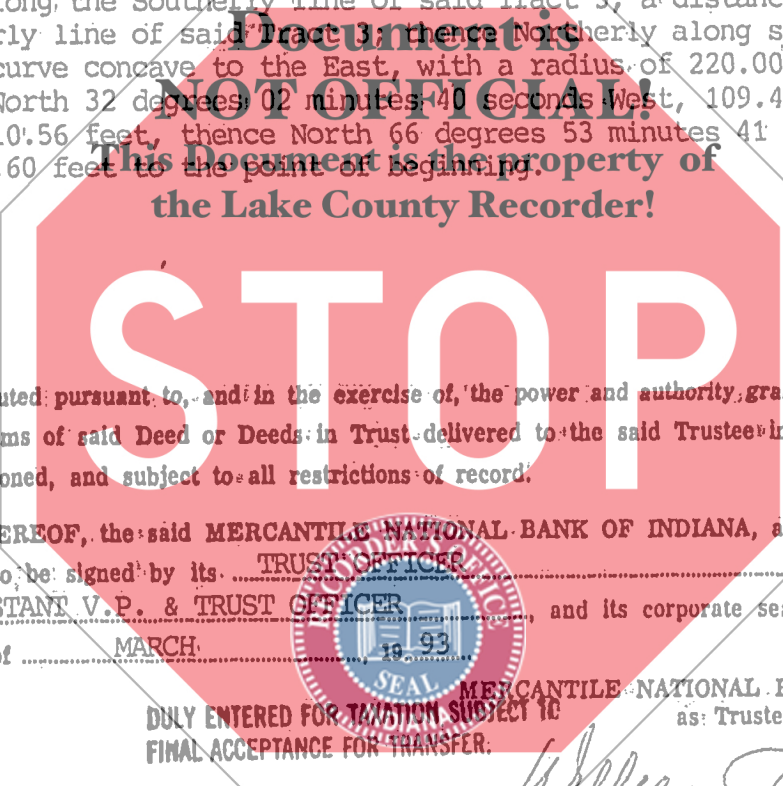 along the Southerly line of said Tract 3, a distan
rly line of said Tract 3; thence Northerly along s
curve concave to the East, with a radius of 220.00
North 32 degrees 02 minutes 40 seconds West, 109.4
0.56 feet, thence North 66 degrees 53 minutes 41
.60 feet to the point of beginning.
Document is
NOT OFFICIAL!
This Document is the property of
the Lake County Recorder!
STOP
uted pursuant to, and in the exercise of, the power and authority gra
ms of said Deed or Deeds in Trust delivered to the said Trustee in
oned, and subject to all restrictions of record.
EREOF, the said MERCANTILE NATIONAL BANK OF INDIANA, a
o be signed by its TRUST OFFICER
STANT V.P. & TRUST OFFICER, and its corporate sea
of MARCH, 19 93
RECORDER'S OFFICE
SEAL
INDIANA
MERCANTILE NATIONAL B
as Truste
DULY ENTERED FOR TAXATION SUBJECT TO
FINAL ACCEPTANCE FOR TRANSFER.